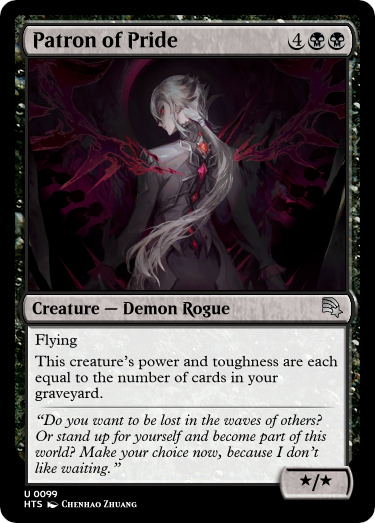 Patron of Pride 4
Creature — Demon Rogue
Flying
This creature's power and toughness are each
equal to the number of cards in your
graveyard.
"Do you want to be lost in the waves of others?
Or stand up for yourself and become part of this
world? Make your choice now, because I don't
like waiting."
★/★
U 0099
HTS Chenhao Zhuang